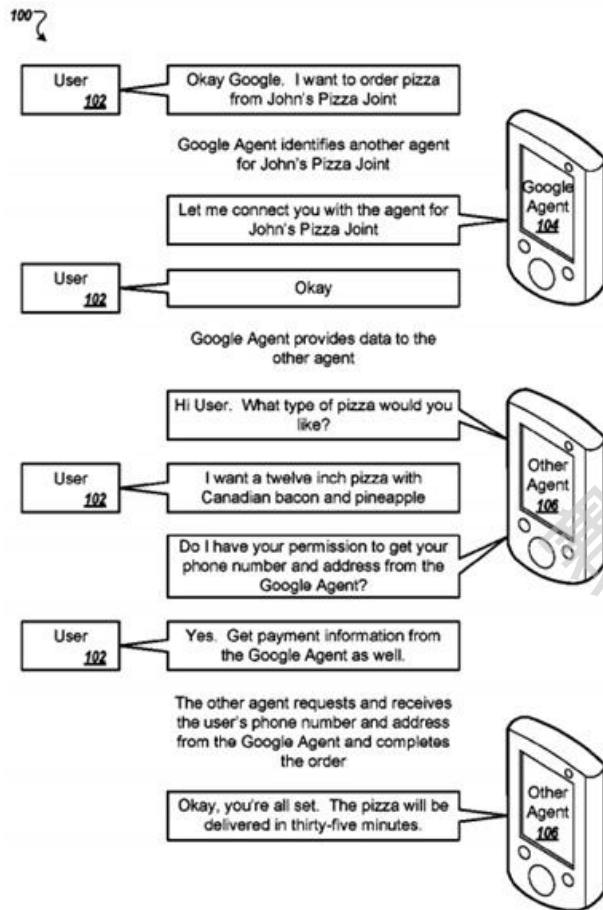 100
User
102
Okay Google. I want to order pizza
from John's Pizza Joint
Google Agent identifies another agent
for John's Pizza Joint
Let me connect you with the agent for
John's Pizza Joint
Google
Agent
104
User
102
Okay
Google Agent provides data to the
other agent
Hi User. What type of pizza would you
like?
User
102
I want a twelve inch pizza with
Canadian bacon and pineapple
Other
Agent
106
Do I have your permission to get your
phone number and address from the
Google Agent?
User
102
Yes. Get payment information from
the Google Agent as well.
The other agent requests and receives
the user's phone number and address
from the Google Agent and completes
the order
Okay, you're all set. The pizza will be
delivered in thirty-five minutes.
Other
Agent
106